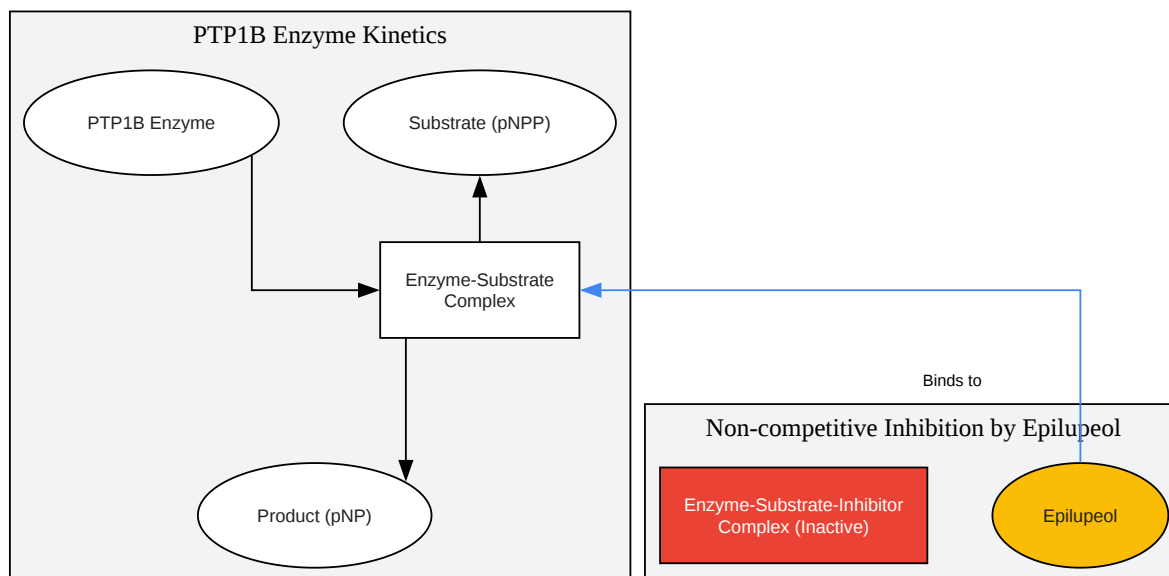 PTP1B Enzyme Kinetics
PTP1B Enzyme
Substrate (pNPP)
Enzyme-Substrate
Complex
Product (pNP)
Binds to
Non-competitive Inhibition by Epilupeol
Enzyme-Substrate-Inhibitor
Complex (Inactive)
Epilupeol